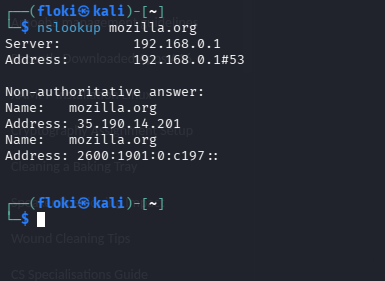 ┌──(floki㉿kali)-[~]
└─$ nslookup mozilla.org
Server:         192.168.0.1
Address:        192.168.0.1#53

Non-authoritative answer:
Name:   mozilla.org
Address: 35.190.14.201
Name:   mozilla.org
Address: 2600:1901:0:c197::
Cleaning a Baking Tray

┌──(floki㉿kali)-[~]
└─$
Wound Cleaning Tips
CS Specialisations Guide